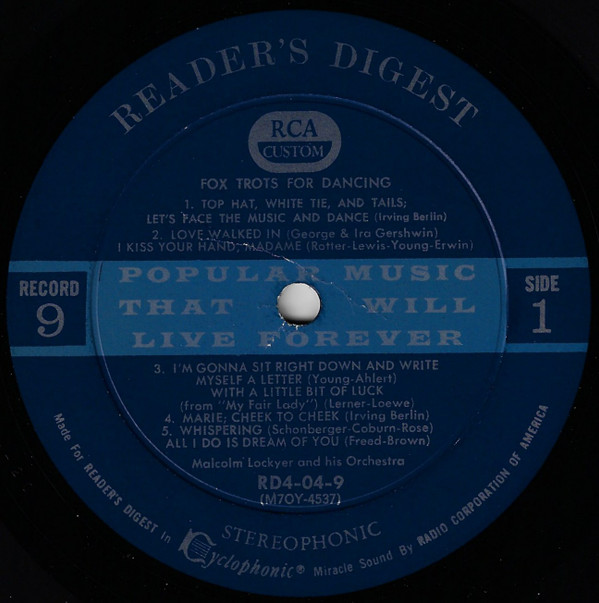 READER'S DIGEST
RCA
CUSTOM
FOX TROTS FOR DANCING
1. TOP HAT, WHITE TIE, AND TAILS;
LET'S FACE THE MUSIC AND DANCE (Irving Berlin)
2. LOVE WALKED IN (George & Ira Gershwin)
I KISS YOUR HAND, MADAME (Rotter-Lewis-Young-Erwin)
POPULAR MUSIC
THAT WILL
LIVE FOREVER
RECORD
9
SIDE
1
3. I'M GONNA SIT RIGHT DOWN AND WRITE
MYSELF A LETTER (Young-Ahlert)
WITH A LITTLE BIT OF LUCK
(from "My Fair Lady") (Lerner-Loewe)
4. MARIE; CHEEK TO CHEEK (Irving Berlin)
5. WHISPERING (Schonberger-Coburn-Rose)
ALL I DO IS DREAM OF YOU (Freed-Brown)
Malcolm Lockyer and his Orchestra
RD4-04-9
(M7OY-4537)
STEREOPHONIC
Made For READER'S DIGEST In Cyclophonic® Miracle Sound By RADIO CORPORATION OF AMERICA